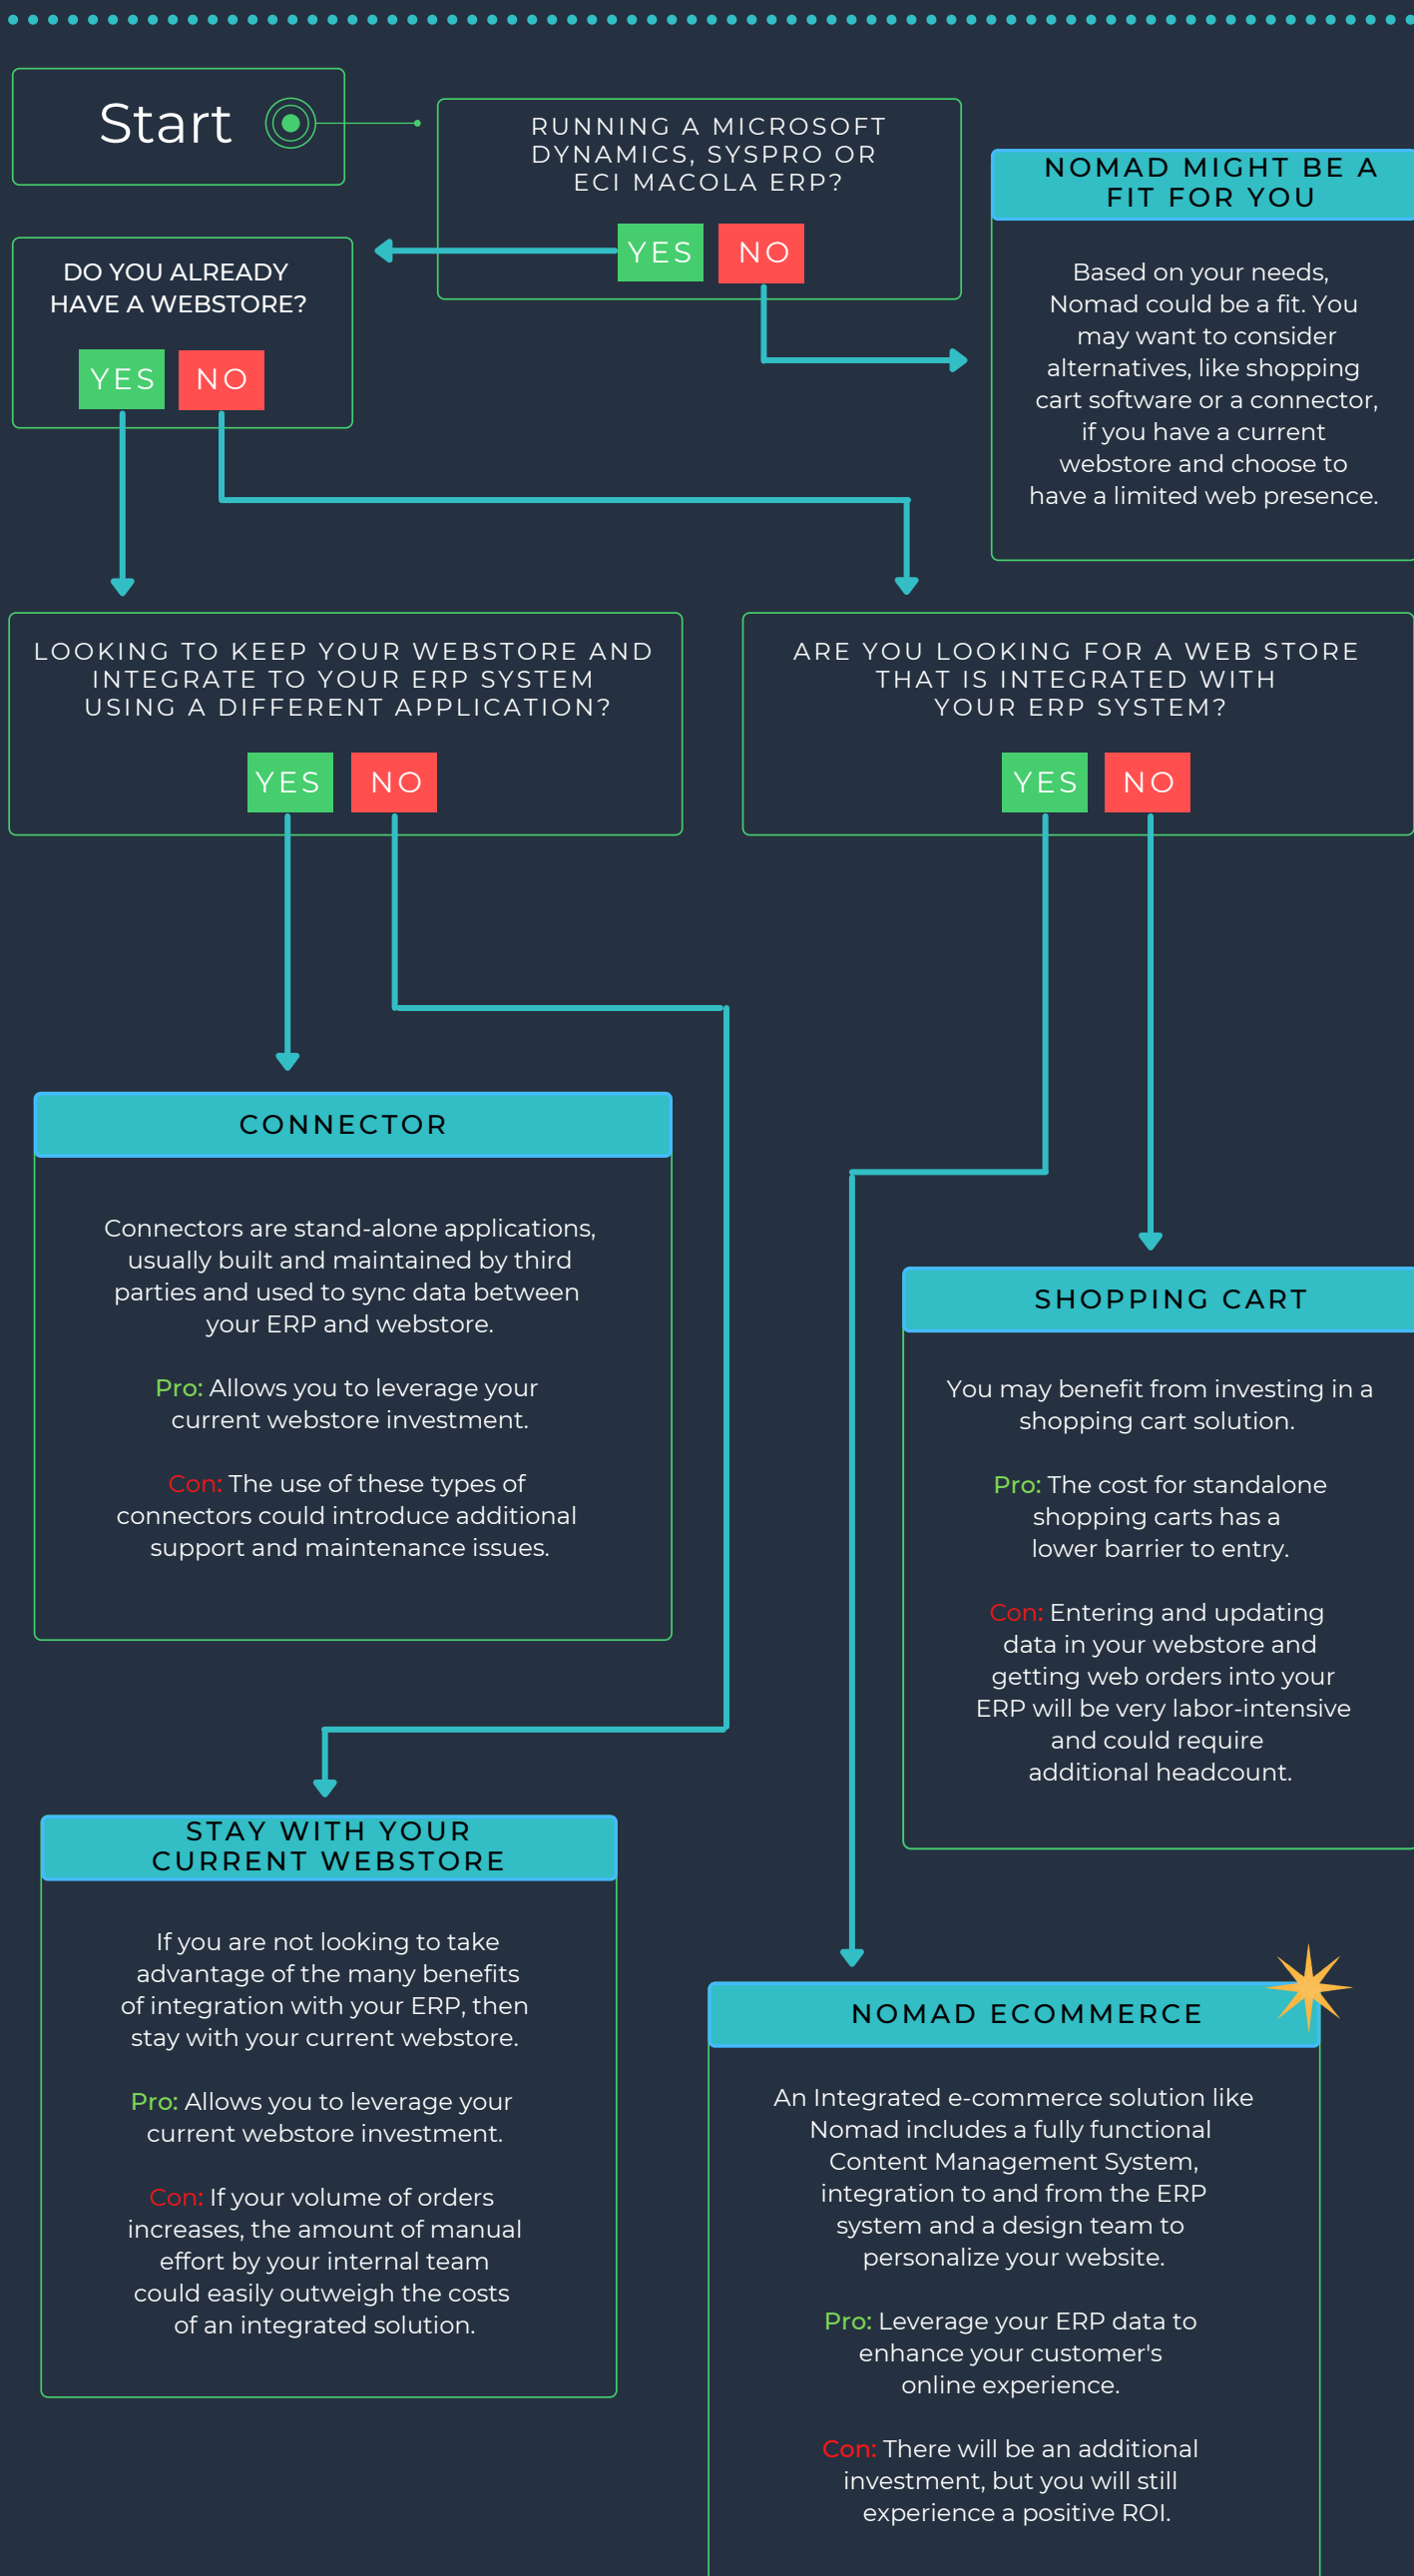 Start
RUNNING A MICROSOFT
DYNAMICS, SYSPRO OR
ECI MACOLA ERP?
YES NO
NOMAD MIGHT BE A
FIT FOR YOU
Based on your needs,
Nomad could be a fit. You
may want to consider
alternatives, like shopping
cart software or a connector,
if you have a current
webstore and choose to
have a limited web presence.
DO YOU ALREADY
HAVE A WEBSTORE?
YES NO
LOOKING TO KEEP YOUR WEBSTORE AND
INTEGRATE TO YOUR ERP SYSTEM
USING A DIFFERENT APPLICATION?
YES NO
ARE YOU LOOKING FOR A WEB STORE
THAT IS INTEGRATED WITH
YOUR ERP SYSTEM?
YES NO
CONNECTOR
Connectors are stand-alone applications,
usually built and maintained by third
parties and used to sync data between
your ERP and webstore.
Pro: Allows you to leverage your
current webstore investment.
Con: The use of these types of
connectors could introduce additional
support and maintenance issues.
SHOPPING CART
You may benefit from investing in a
shopping cart solution.
Pro: The cost for standalone
shopping carts has a
lower barrier to entry.
Con: Entering and updating
data in your webstore and
getting web orders into your
ERP will be very labor-intensive
and could require
additional headcount.
STAY WITH YOUR
CURRENT WEBSTORE
If you are not looking to take
advantage of the many benefits
of integration with your ERP, then
stay with your current webstore.
Pro: Allows you to leverage your
current webstore investment.
Con: If your volume of orders
increases, the amount of manual
effort by your internal team
could easily outweigh the costs
of an integrated solution.
NOMAD ECOMMERCE
An Integrated e-commerce solution like
Nomad includes a fully functional
Content Management System,
integration to and from the ERP
system and a design team to
personalize your website.
Pro: Leverage your ERP data to
enhance your customer's
online experience.
Con: There will be an additional
investment, but you will still
experience a positive ROI.